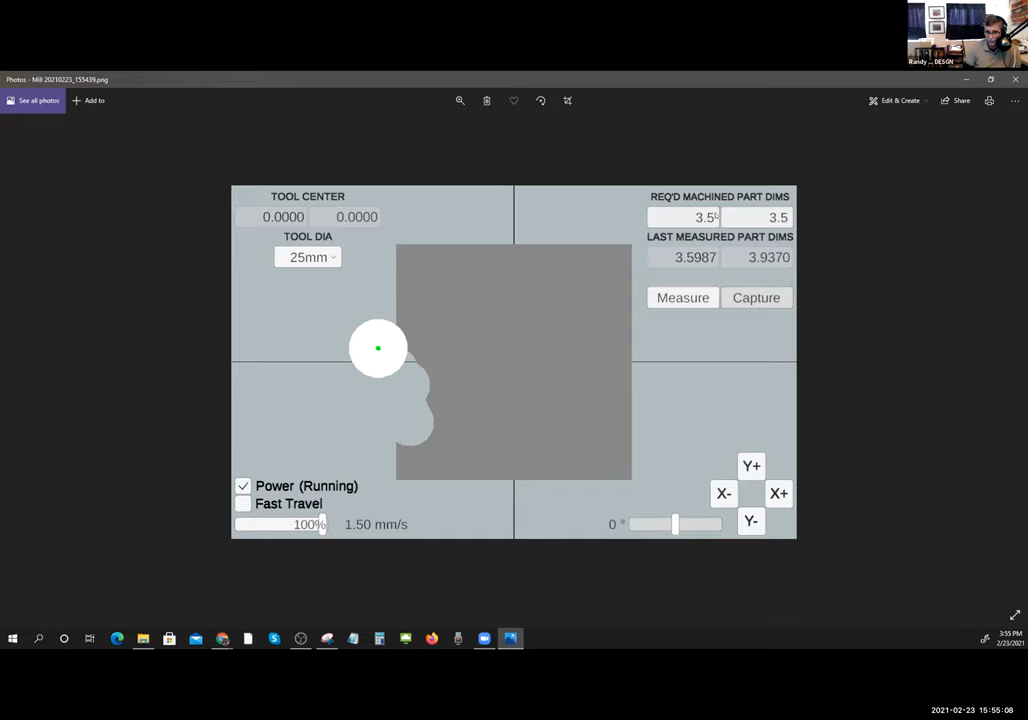 Randy ... DESGN
Photos - Mill 20210223_155439.png
See all photos
Add to
Edit & Create
Share
TOOL CENTER
0.0000 0.0000
TOOL DIA
25mm
REQ'D MACHINED PART DIMS
3.5 3.5
LAST MEASURED PART DIMS
3.5987 3.9370
Measure Capture
Power (Running)
Fast Travel
100% 1.50 mm/s
0 °
Y+
X- X+
Y-
3:55 PM
2/23/2021
2021-02-23 15:55:08